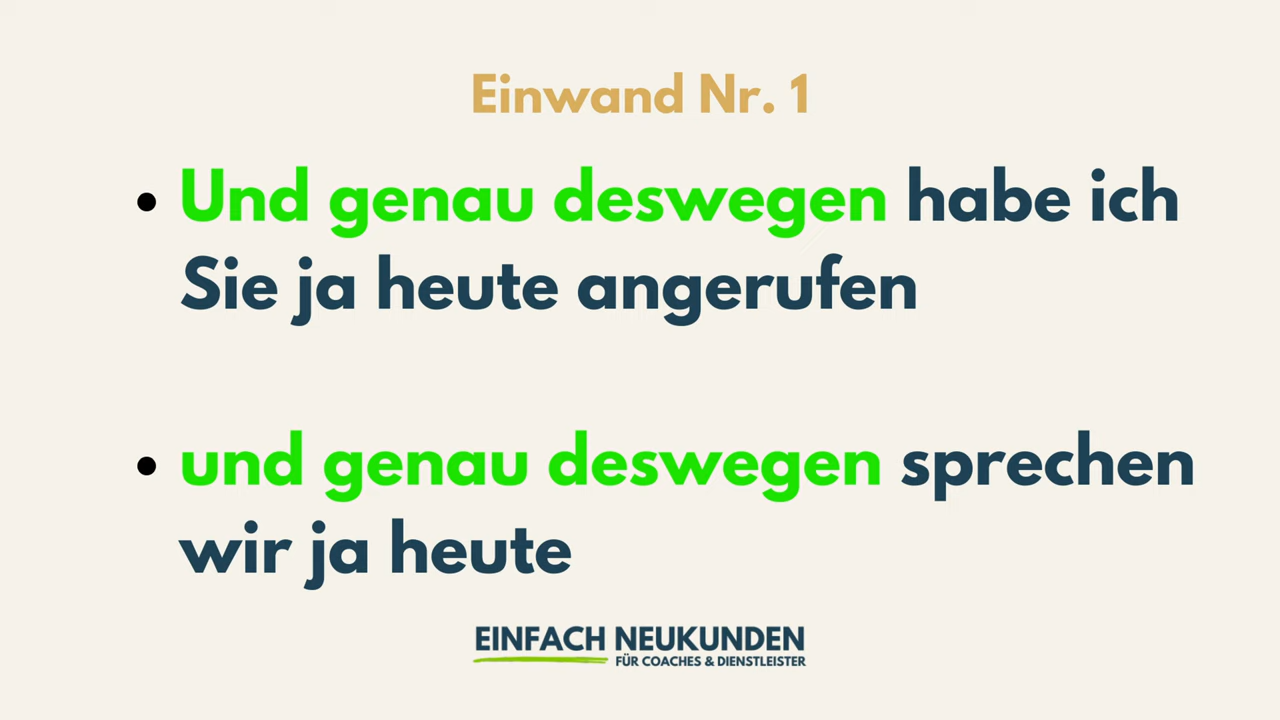 Einwand Nr. 1
• Und genau deswegen habe ich
Sie ja heute angerufen
• und genau deswegen sprechen
wir ja heute
EINFACH NEUKUNDEN
FÜR COACHES & DIENSTLEISTER